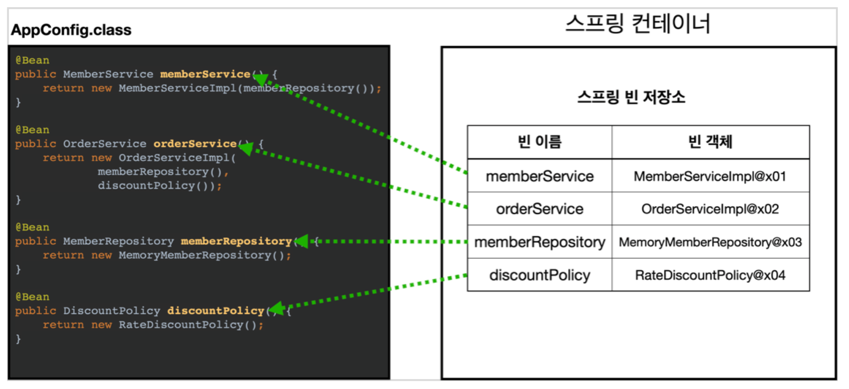 AppConfig.class
@Bean
public MemberService memberService() {
return new MemberServiceImpl(memberRepository());
}
@Bean
public OrderService orderService() {
return new OrderServiceImpl(
memberRepository(),
discountPolicy());
}
@Bean
public MemberRepository memberRepository() {
return new MemoryMemberRepository();
}
@Bean
public DiscountPolicy discountPolicy() {
return new RateDiscountPolicy();
}
스프링 컨테이너
스프링 빈 저장소
빈 이름 빈 객체
memberService MemberServiceImpl@x01
orderService OrderServiceImpl@x02
memberRepository MemoryMemberRepository@x03
discountPolicy RateDiscountPolicy@x04